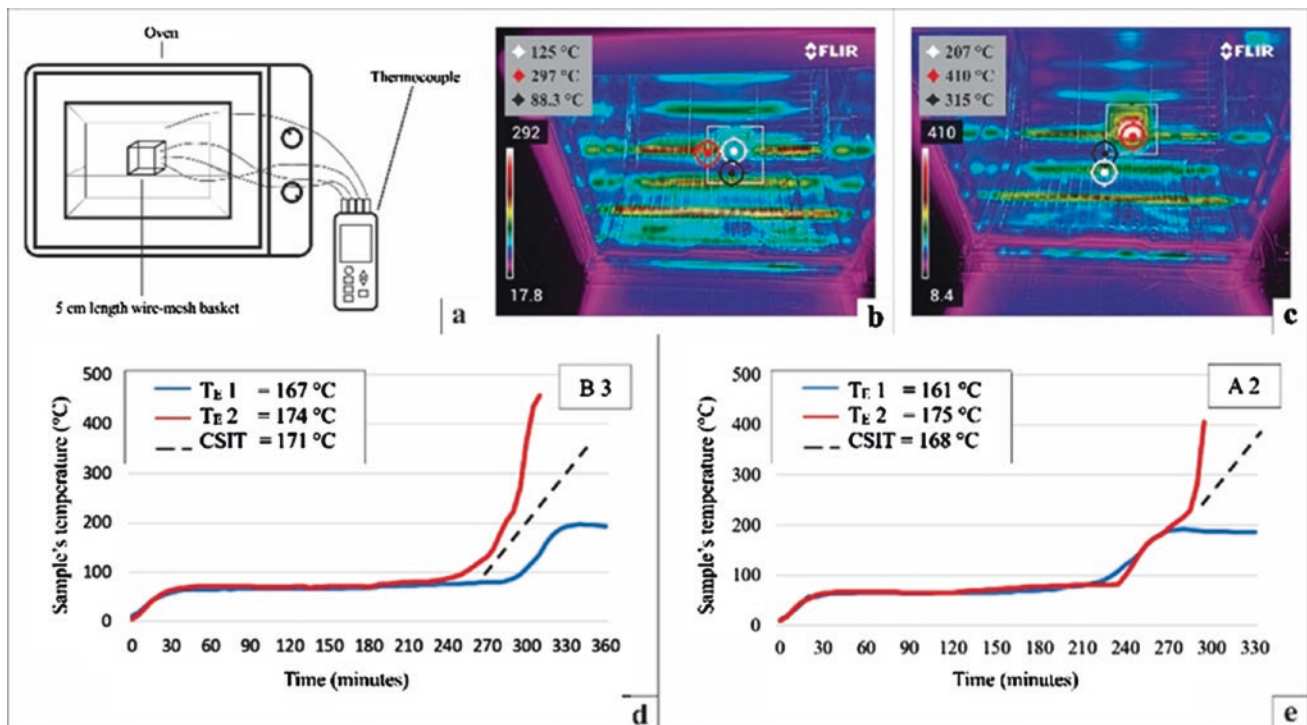 Oven
Thermocouple
5 cm length wire-mesh basket
a
125 °C
297 °C
88.3 °C
FLIR
292
17.8
b
207 °C
410 °C
315 °C
FLIR
410
8.4
c
Sample's temperature (°C)
500
400
300
200
100
0
TE 1 = 167 °C
TE 2 = 174 °C
CSIT = 171 °C
B 3
0 30 60 90 120 150 180 210 240 270 300 330 360
Time (minutes)
d
Sample's temperature (°C)
500
400
300
200
100
0
TE 1 = 161 °C
TE 2 = 175 °C
CSIT = 168 °C
A 2
0 30 60 90 120 150 180 210 240 270 300 330
Time (minutes)
e